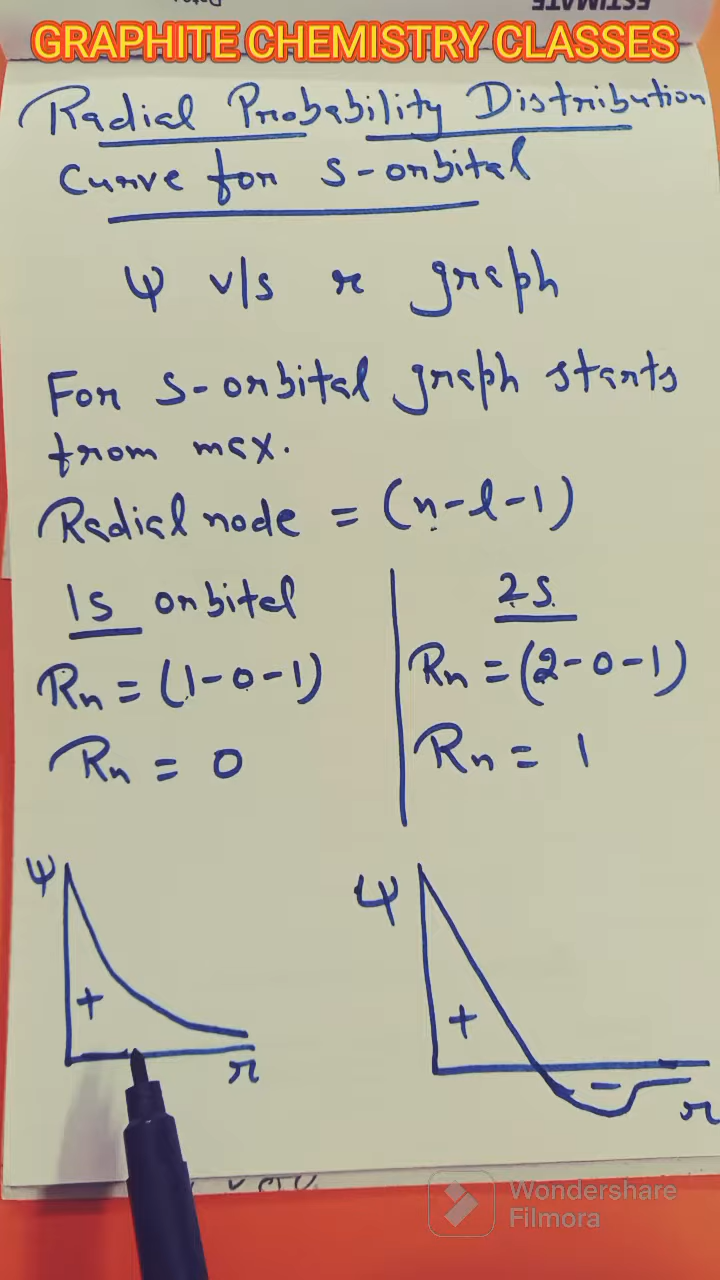 ESTIMATE
GRAPHITE CHEMISTRY CLASSES
Radial Probability Distribution
Curve for s-orbital
ψ v/s r graph
For s-orbital graph starts
from max.
Radial node = (n-l-1)
1s orbital
Rn = (1-0-1)
Rn = 0
2s
Rn = (2-0-1)
Rn = 1
ψ
+
r
ψ
+
-
r
Wondershare
Filmora